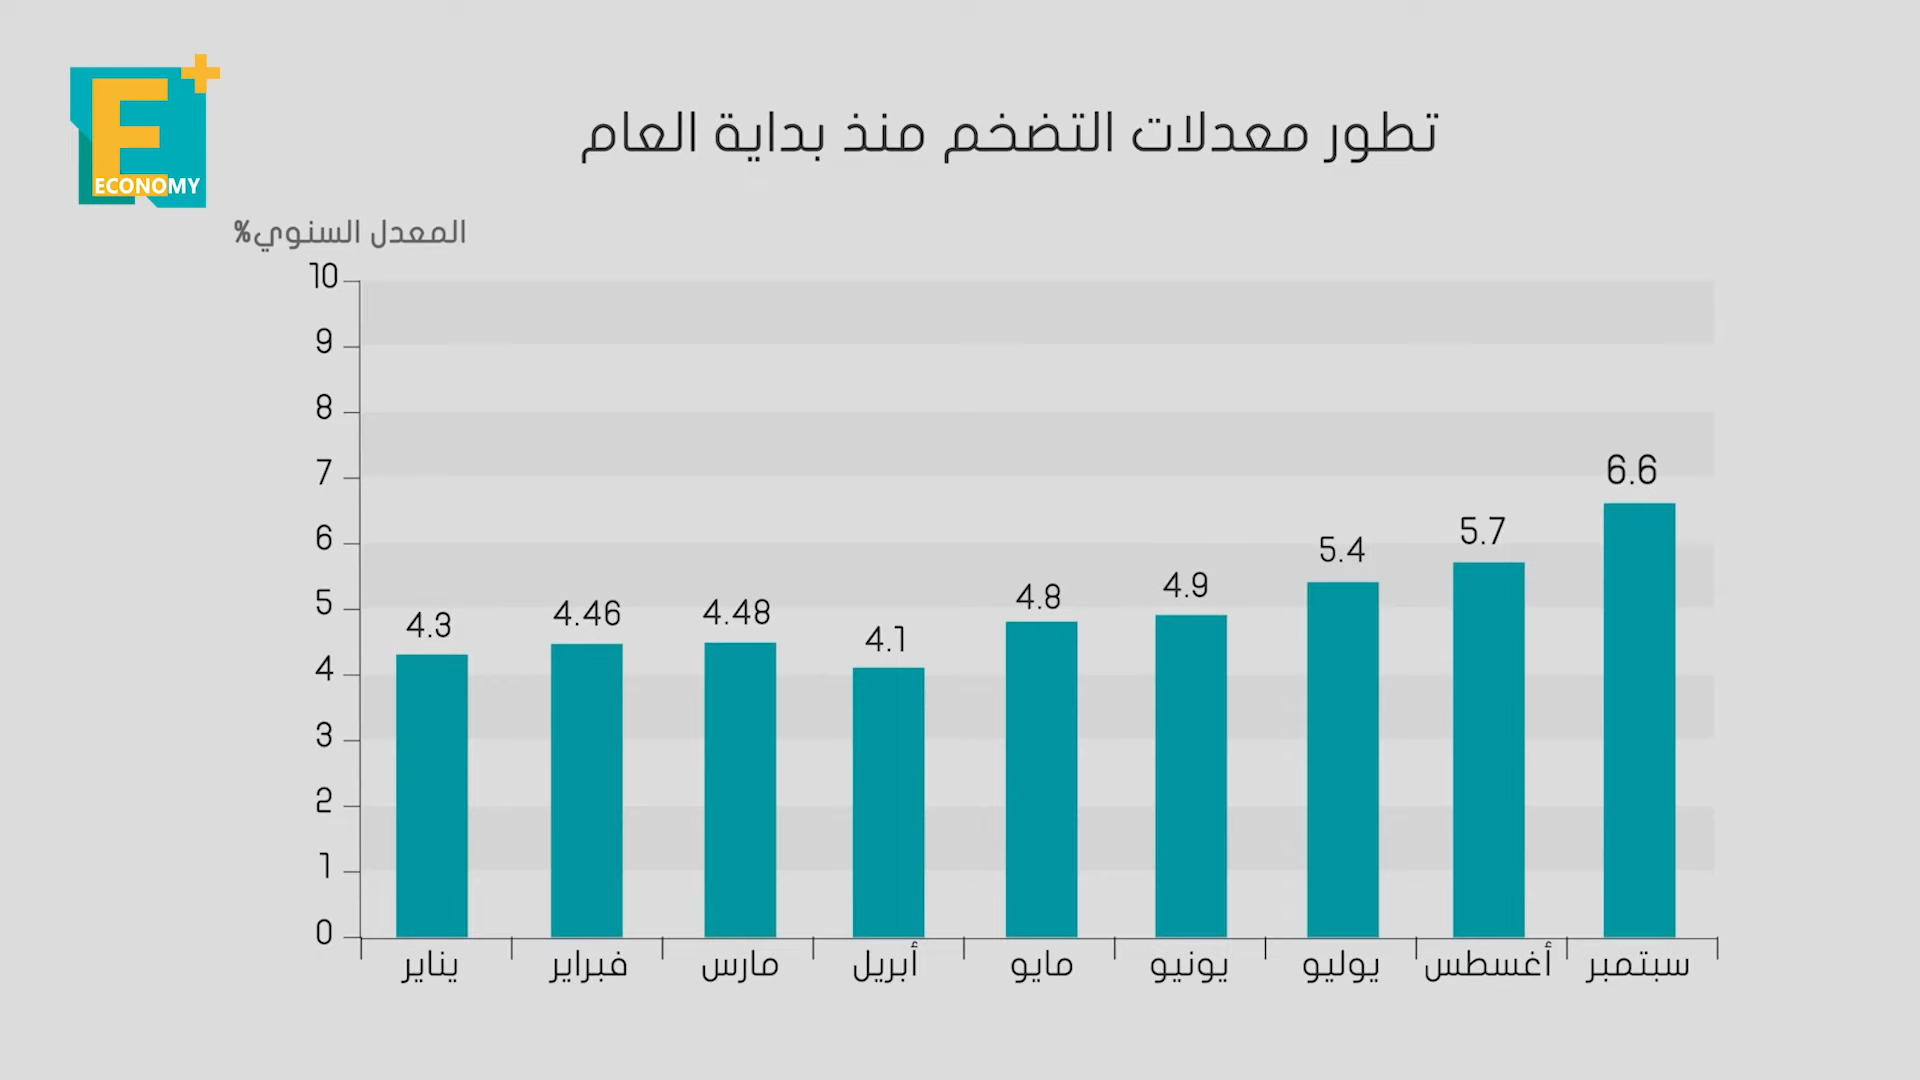 E+
ECONOMY
تطور معدلات التضخم منذ بداية العام
المعدل السنوي%
10
9
8
7
6
5
4
3
2
1
0
4.3
4.46
4.48
4.1
4.8
4.9
5.4
5.7
6.6
يناير
فبراير
مارس
أبريل
مايو
يونيو
يوليو
أغسطس
سبتمبر